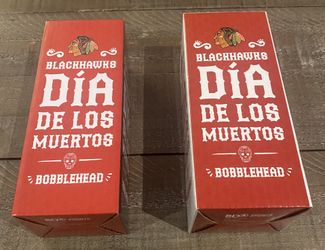 BLACKHAWKS
DÍA
DE LOS
MUERTOS
BOBBLEHEAD
BLACKHAWKS
DÍA
DE LOS
MUERTOS
BOBBLEHEAD